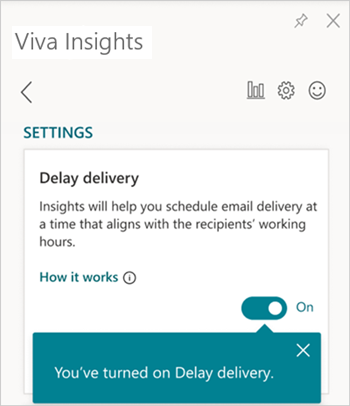 Viva Insights
SETTINGS
Delay delivery
Insights will help you schedule email delivery at
a time that aligns with the recipients' working
hours.
How it works
On
You've turned on Delay delivery.